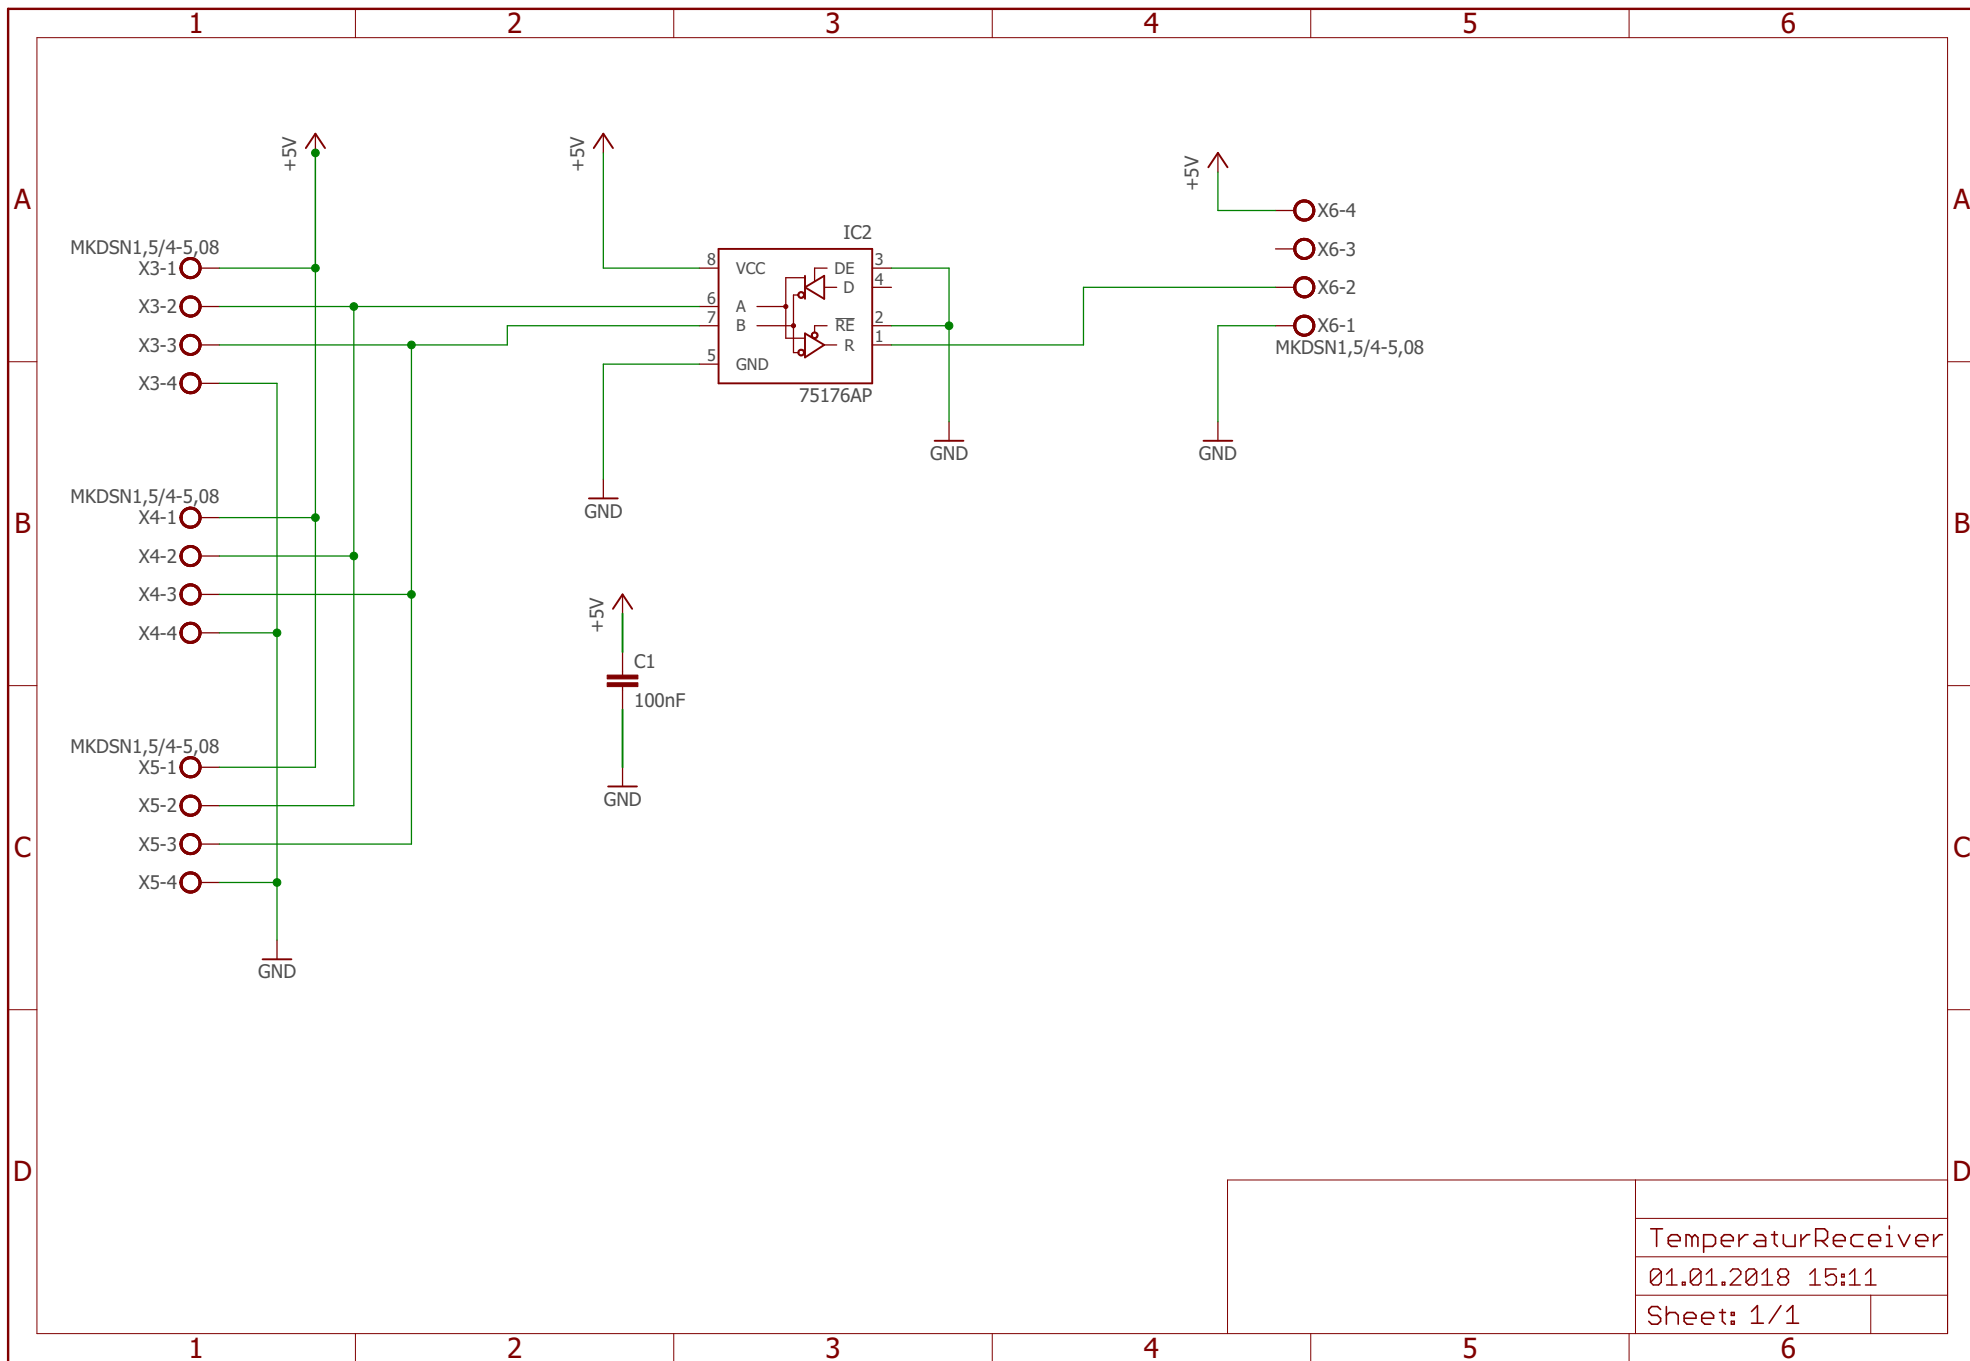 1 2 3 4 5 6
A A
+5V +5V +5V
MKDSN1,5/4-5,08
X3-1
X3-2
X3-3
X3-4
IC2
8 VCC DE 3
D 4
6 A
7 B RE 2
R 1
5 GND
75176AP
X6-4
X6-3
X6-2
X6-1
MKDSN1,5/4-5,08
GND GND
GND
B B
MKDSN1,5/4-5,08
X4-1
X4-2
X4-3
X4-4
+5V
C1
100nF
GND
MKDSN1,5/4-5,08
X5-1
X5-2
X5-3
X5-4
C C
GND
D D
TemperaturReceiver
01.01.2018 15:11
Sheet: 1/1
1 2 3 4 5 6